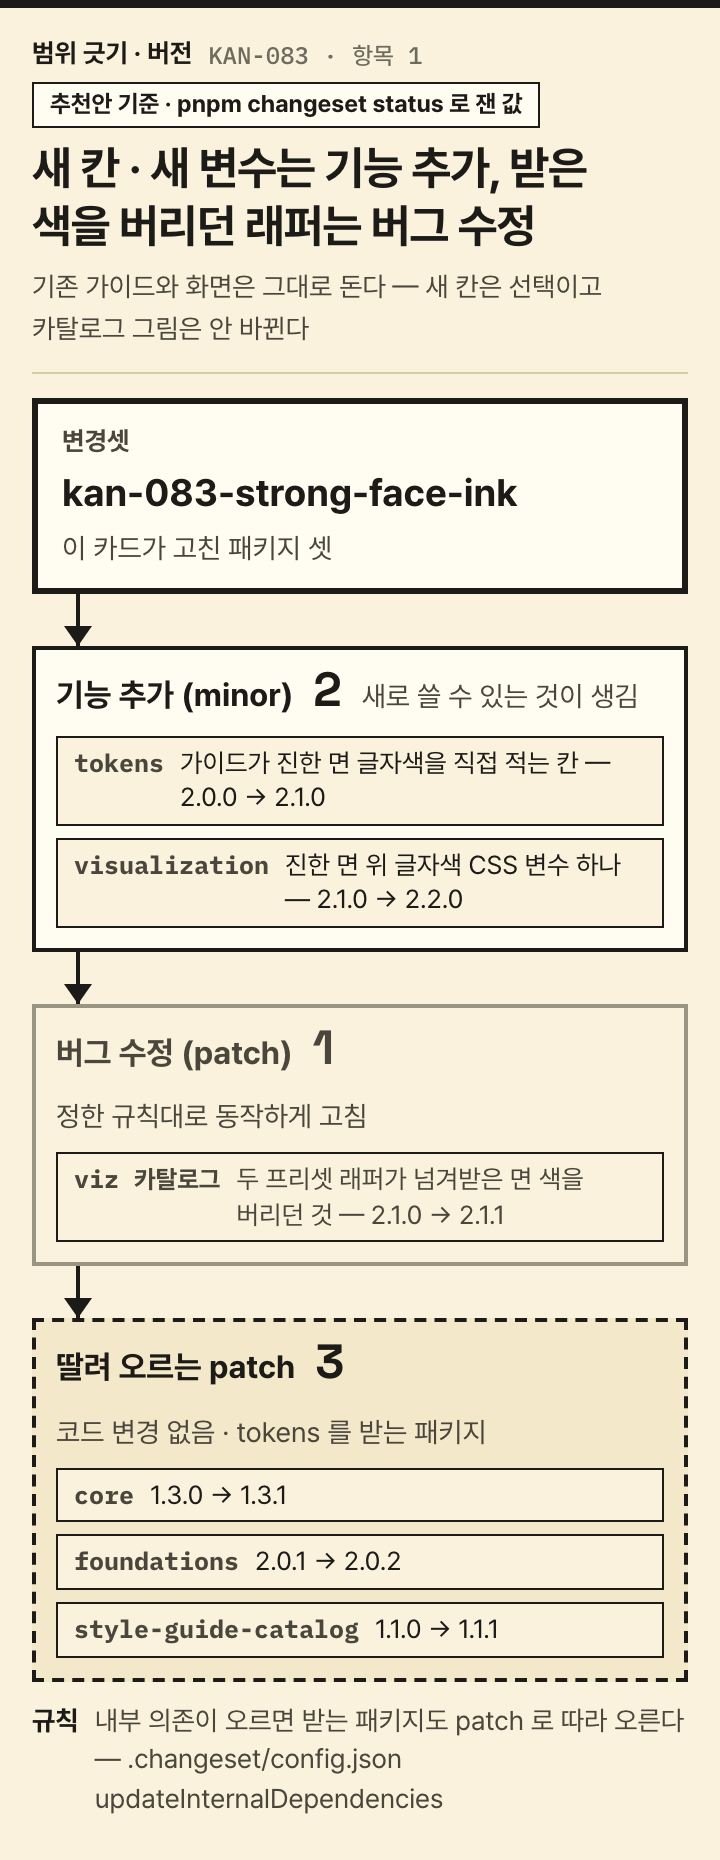 범위 긋기 · 버전 KAN-083 · 항목 1
추천안 기준 · pnpm changeset status 로 잰 값
새 칸 · 새 변수는 기능 추가, 받은
색을 버리던 래퍼는 버그 수정
기존 가이드와 화면은 그대로 돈다 — 새 칸은 선택이고
카탈로그 그림은 안 바뀐다
변경셋
kan-083-strong-face-ink
이 카드가 고친 패키지 셋
기능 추가 (minor) 2 새로 쓸 수 있는 것이 생김
tokens 가이드가 진한 면 글자색을 직접 적는 칸 —
2.0.0 → 2.1.0
visualization 진한 면 위 글자색 CSS 변수 하나
— 2.1.0 → 2.2.0
버그 수정 (patch) 1
정한 규칙대로 동작하게 고침
viz 카탈로그 두 프리셋 래퍼가 넘겨받은 면 색을
버리던 것 — 2.1.0 → 2.1.1
딸려 오르는 patch 3
코드 변경 없음 · tokens 를 받는 패키지
core 1.3.0 → 1.3.1
foundations 2.0.1 → 2.0.2
style-guide-catalog 1.1.0 → 1.1.1
규칙 내부 의존이 오르면 받는 패키지도 patch 로 따라 오른다
— .changeset/config.json
updateInternalDependencies